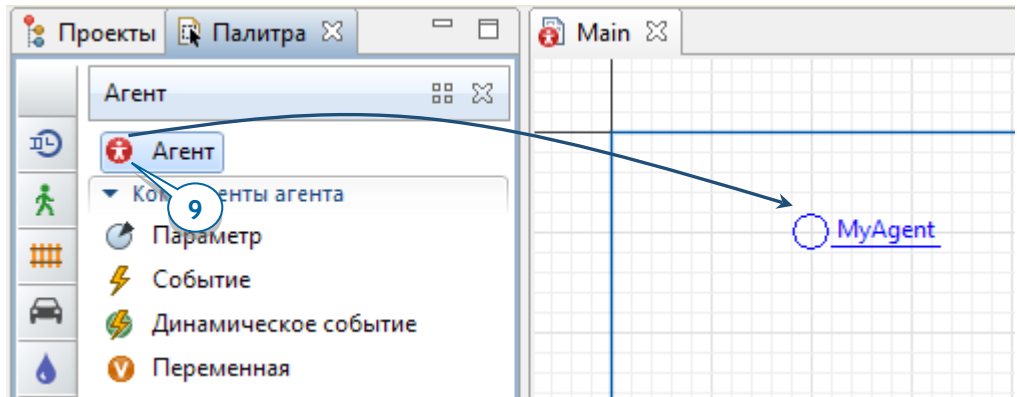 Проекты Палитра Main
Агент
Агент
Компоненты агента
9
Параметр
MyAgent
Событие
Динамическое событие
Переменная